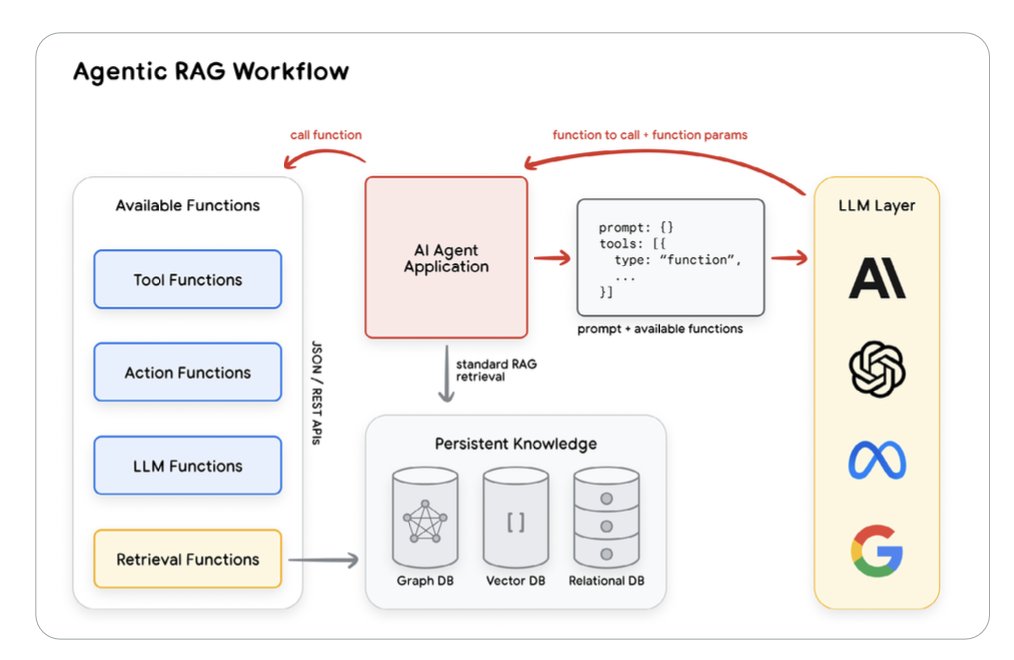 Agentic RAG Workflow
call function
function to call + function params
Available Functions
Tool Functions
Action Functions
LLM Functions
Retrieval Functions
JSON / REST APIs
AI Agent
Application
prompt: {}
tools: [{
type: “function”,
...
}]
prompt + available functions
LLM Layer
standard RAG
retrieval
Persistent Knowledge
[ ]
Graph DB
Vector DB
Relational DB